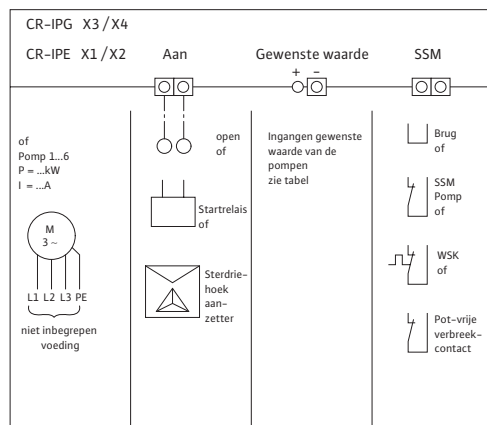 CR-IPG X3/X4
CR-IPE X1/X2
Aan
Gewenste waarde
SSM
+ −
of
Pomp 1...6
P = ...kW
I = ...A
M
3 ~
L1 L2 L3 PE
niet inbegrepen
voeding
open
of
Startrelais
of
Sterdrie-
hoek
aan-
zetter
Ingangen gewenste
waarde van de
pompen
zie tabel
Brug
of
SSM
Pomp
of
WSK
of
Pot-vrije
verbreek-
contact